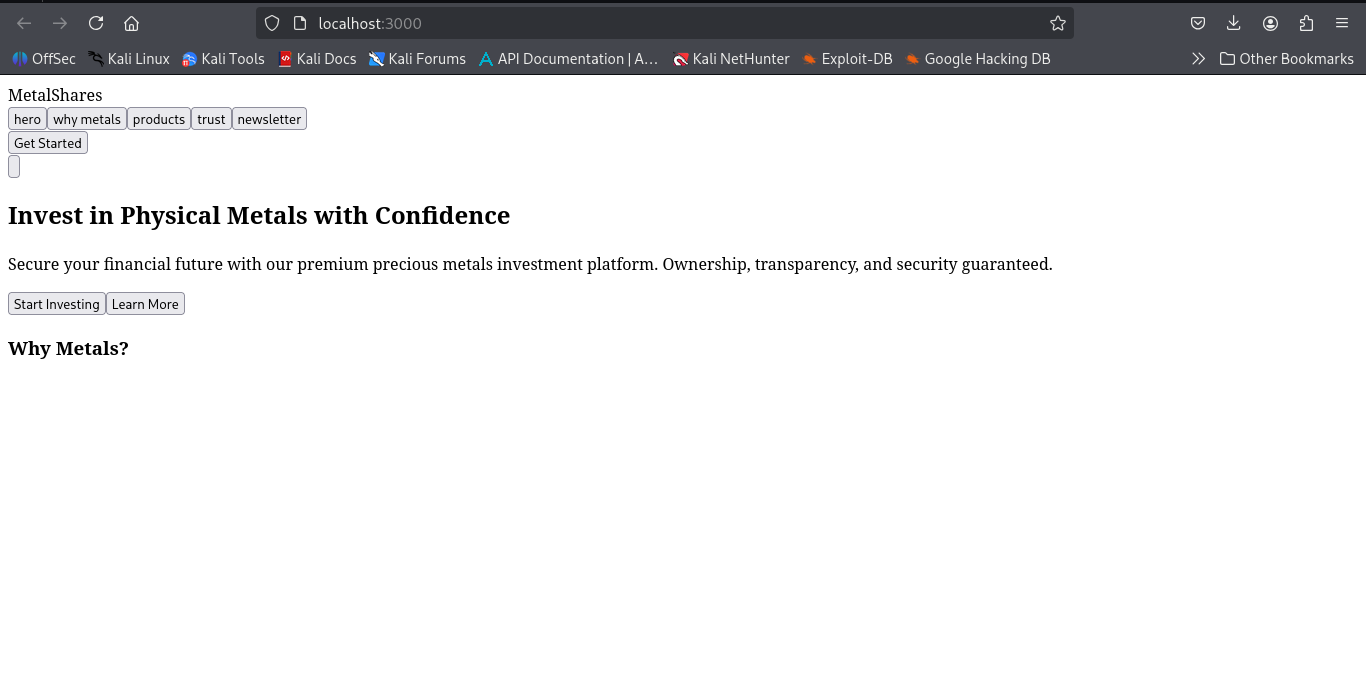 localhost:3000
OffSec Kali Linux Kali Tools Kali Docs Kali Forums API Documentation | A... Kali NetHunter Exploit-DB Google Hacking DB Other Bookmarks
MetalShares
hero why metals products trust newsletter
Get Started
Invest in Physical Metals with Confidence
Secure your financial future with our premium precious metals investment platform. Ownership, transparency, and security guaranteed.
Start Investing Learn More
Why Metals?